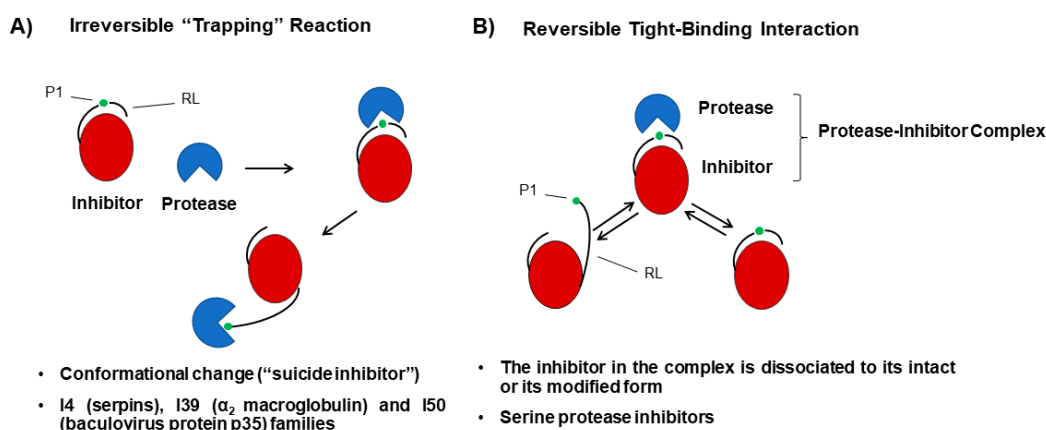 A) Irreversible “Trapping” Reaction
P1
RL
Inhibitor Protease
• Conformational change (“suicide inhibitor”)
• I4 (serpins), I39 (α₂ macroglobulin) and I50
(baculovirus protein p35) families
B) Reversible Tight-Binding Interaction
Protease
Protease-Inhibitor Complex
Inhibitor
P1
RL
• The inhibitor in the complex is dissociated to its intact
or its modified form
• Serine protease inhibitors